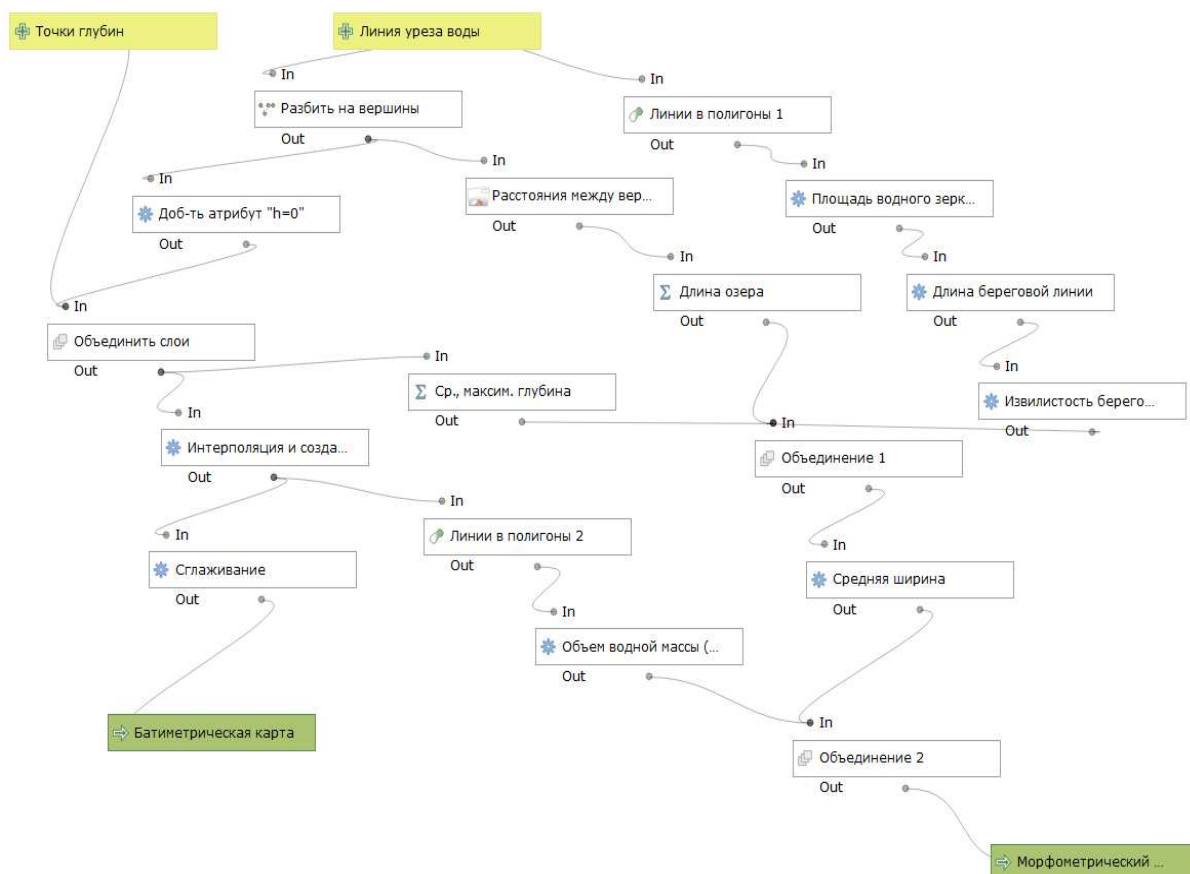 Точки глубин
Линия уреза воды
In
In
Разбить на вершины
Линии в полигоны 1
Out
Out
In
In
In
Доб-ть атрибут "h=0"
Расстояния между вер...
Площадь водного зерк...
Out
Out
Out
In
In
In
Длина озера
Длина береговой линии
Объединить слои
Out
Out
Out
In
In
Ср., максим. глубина
Извилистость берего...
In
Out
In
Out
Интерполяция и созда...
Объединение 1
Out
Out
In
In
In
Линии в полигоны 2
Сглаживание
Out
Средняя ширина
Out
Out
In
Объем водной массы (...
Out
In
Батиметрическая карта
Объединение 2
Out
Морфометрический ...